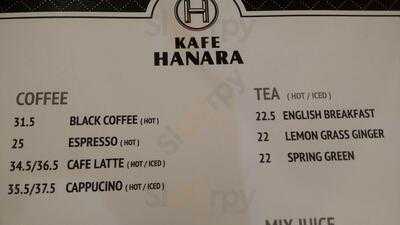 H
KAFE
HANARA
COFFEE
31.5 BLACK COFFEE (HOT)
25 ESPRESSO (HOT)
34.5/36.5 CAFE LATTE (HOT/ICED)
35.5/37.5 CAPPUCINO (HOT/ICED)
TEA (HOT/ICED)
22.5 ENGLISH BREAKFAST
22 LEMON GRASS GINGER
22 SPRING GREEN
MIX JUICE